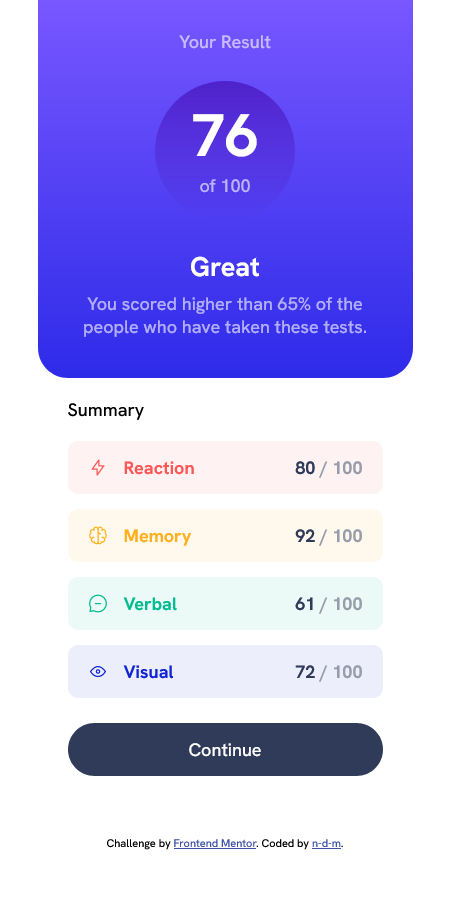 Your Result
76
of 100
Great
You scored higher than 65% of the
people who have taken these tests.
Summary
Reaction 80 / 100
Memory 92 / 100
Verbal 61 / 100
Visual 72 / 100
Continue
Challenge by Frontend Mentor. Coded by n-d-m.